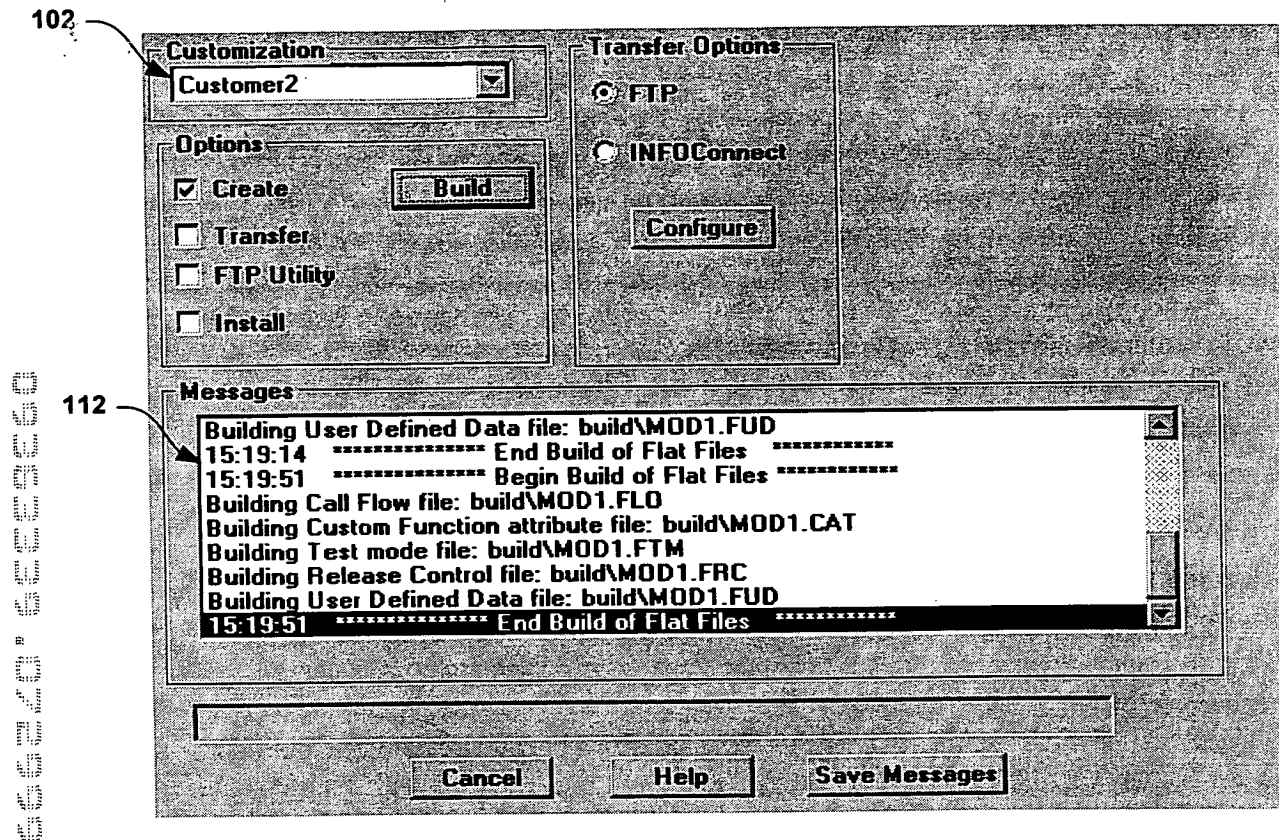 102
Customization
Customer2
Transfer Options
FTP
INFOConnect
Configure
Options
Create
Build
Transfer
FTP Utility
Install
112
Messages
Building User Defined Data file: build\MOD1.FUD
15:19:14 *************** End Build of Flat Files ************
15:19:51 *************** Begin Build of Flat Files ************
Building Call Flow file: build\MOD1.FLO
Building Custom Function attribute file: build\MOD1.CAT
Building Test mode file: build\MOD1.FTM
Building Release Control file: build\MOD1.FRC
Building User Defined Data file: build\MOD1.FUD
15:19:51 *************** End Build of Flat Files ************
Cancel
Help
Save Messages